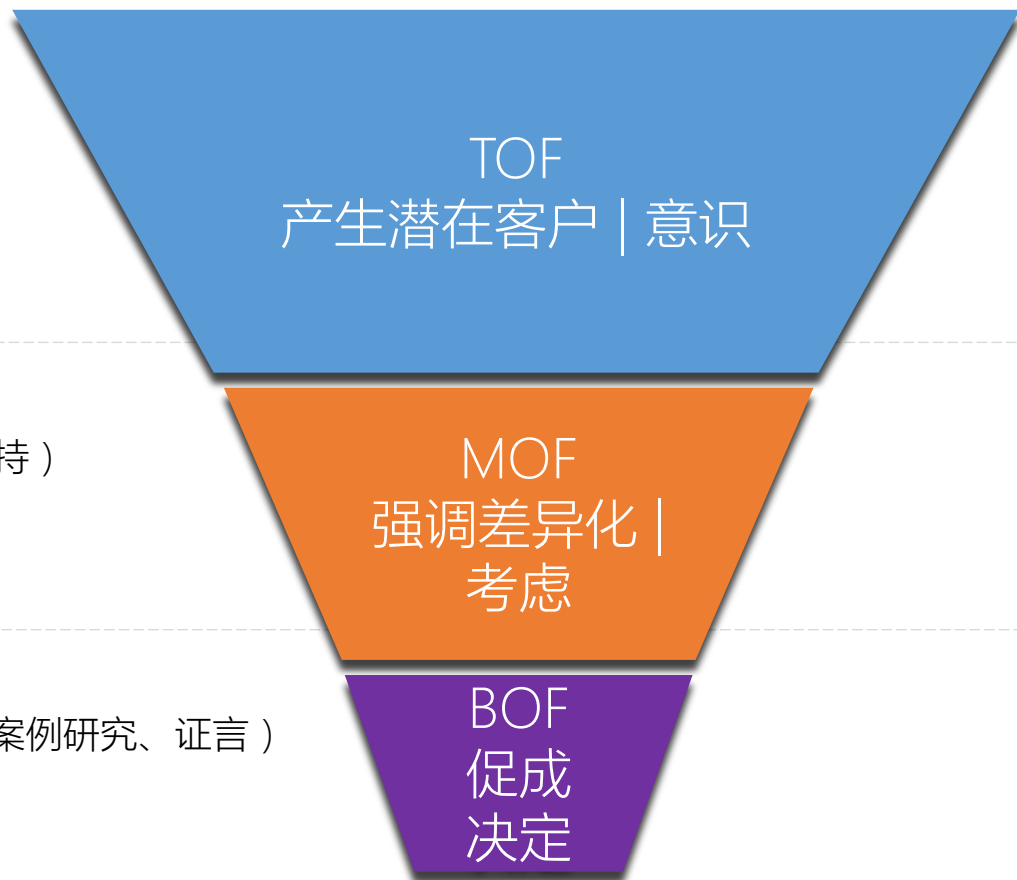 TOF
产生潜在客户 | 意识
持）
MOF
强调差异化 |
考虑
案例研究、证言）
BOF
促成
决定